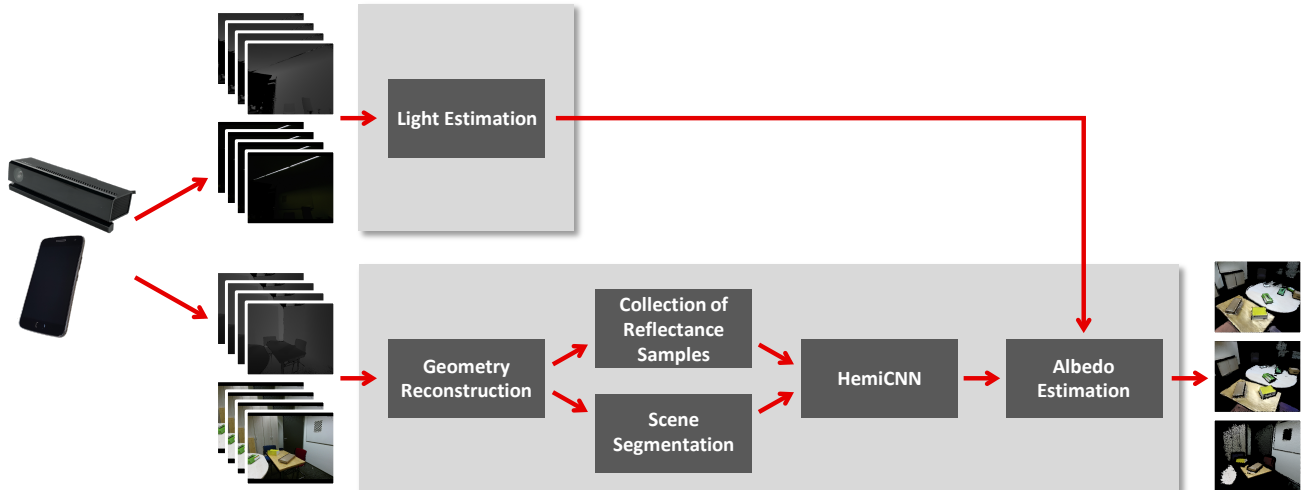 Light Estimation
Geometry
Reconstruction
Collection of
Reflectance
Samples
Scene
Segmentation
HemiCNN
Albedo
Estimation